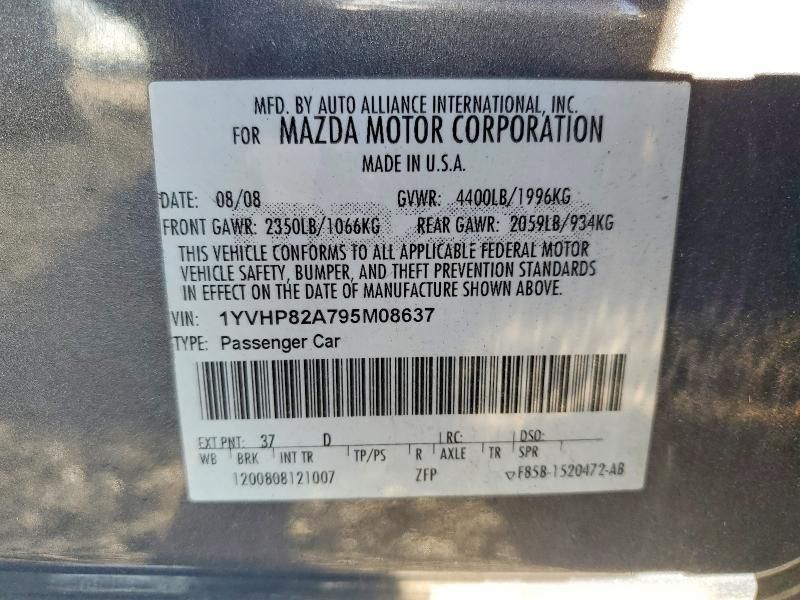 MFD. BY AUTO ALLIANCE INTERNATIONAL, INC.
FOR MAZDA MOTOR CORPORATION
MADE IN U.S.A.
DATE: 08/08 GVWR: 4400LB/1996KG
FRONT GAWR: 2350LB/1066KG REAR GAWR: 2059LB/934KG
THIS VEHICLE CONFORMS TO ALL APPLICABLE FEDERAL MOTOR
VEHICLE SAFETY, BUMPER, AND THEFT PREVENTION STANDARDS
IN EFFECT ON THE DATE OF MANUFACTURE SHOWN ABOVE.
VIN: 1YVHP82A795M08637
TYPE: Passenger Car
EXT PNT: 37 D LRC: DSO:
WB BRK INT TR TP/PS R AXLE TR SPR
1200808121007 ZFP F85B-1520472-AB